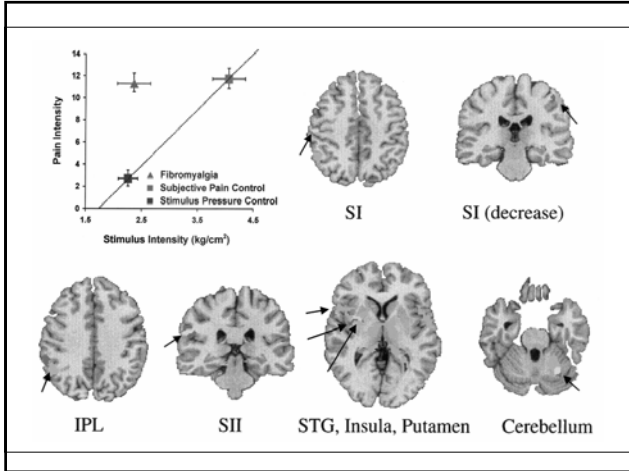 14
12
10
8
6
4
2
0
Pain Intensity
Fibromyalgia
Subjective Pain Control
Stimulus Pressure Control
1.5 2.5 3.5 4.5
Stimulus Intensity (kg/cm²)
SI
SI (decrease)
IPL
SII
STG, Insula, Putamen
Cerebellum